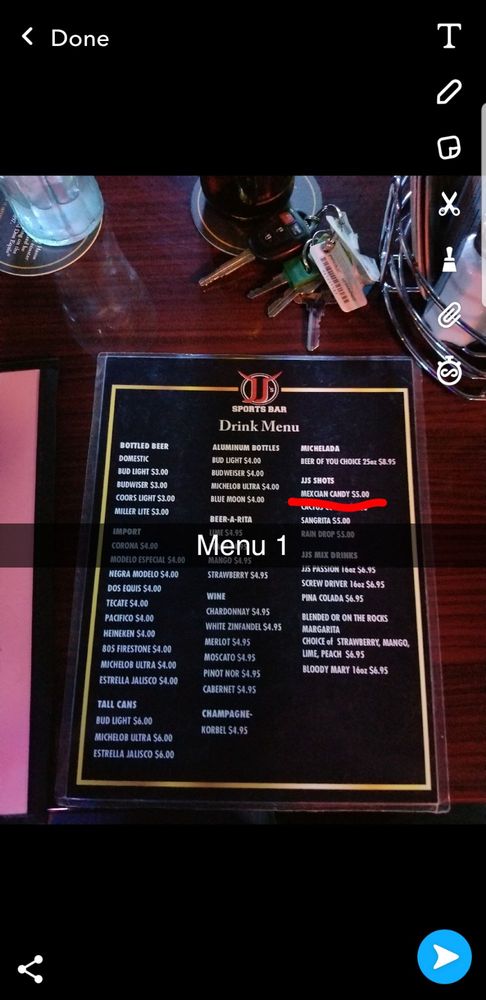 Done
T
JJ's
SPORTS BAR
Drink Menu
BOTTLED BEER
DOMESTIC
BUD LIGHT $3.00
BUDWISER $3.00
COORS LIGHT $3.00
MILLER LITE $3.00
IMPORT
CORONA $4.00
MODELO ESPECIAL $4.00
NEGRA MODELO $4.00
DOS EQUIS $4.00
TECATE $4.00
PACIFICO $4.00
HEINEKEN $4.00
805 FIRESTONE $4.00
MICHELOB ULTRA $4.00
ESTRELLA JALISCO $4.00
TALL CANS
BUD LIGHT $6.00
MICHELOB ULTRA $6.00
ESTRELLA JALISCO $6.00
ALUMINUM BOTTLES
BUD LIGHT $4.00
BUDWEISER $4.00
MICHELOB ULTRA $4.00
BLUE MOON $4.00
BEER-A-RITA
LIME
MANGO $4.95
STRAWBERRY $4.95
WINE
CHARDONNAY $4.95
WHITE ZINFANDEL $4.95
MERLOT $4.95
MOSCATO $4.95
PINOT NOR $4.95
CABERNET $4.95
CHAMPAGNE-
KORBEL $4.95
MICHELADA
BEER OF YOU CHOICE 25oz $8.95
JJS SHOTS
MEXCIAN CANDY $5.00
SANGRITA $5.00
RAIN DROP $5.00
JJS MIX DRINKS
JJS PASSION 16oz $6.95
SCREW DRIVER 16oz $6.95
PINA COLADA $6.95
BLENDED OR ON THE ROCKS
MARGARITA
CHOICE of STRAWBERRY, MANGO,
LIME, PEACH $6.95
BLOODY MARY 16oz $6.95
Menu 1